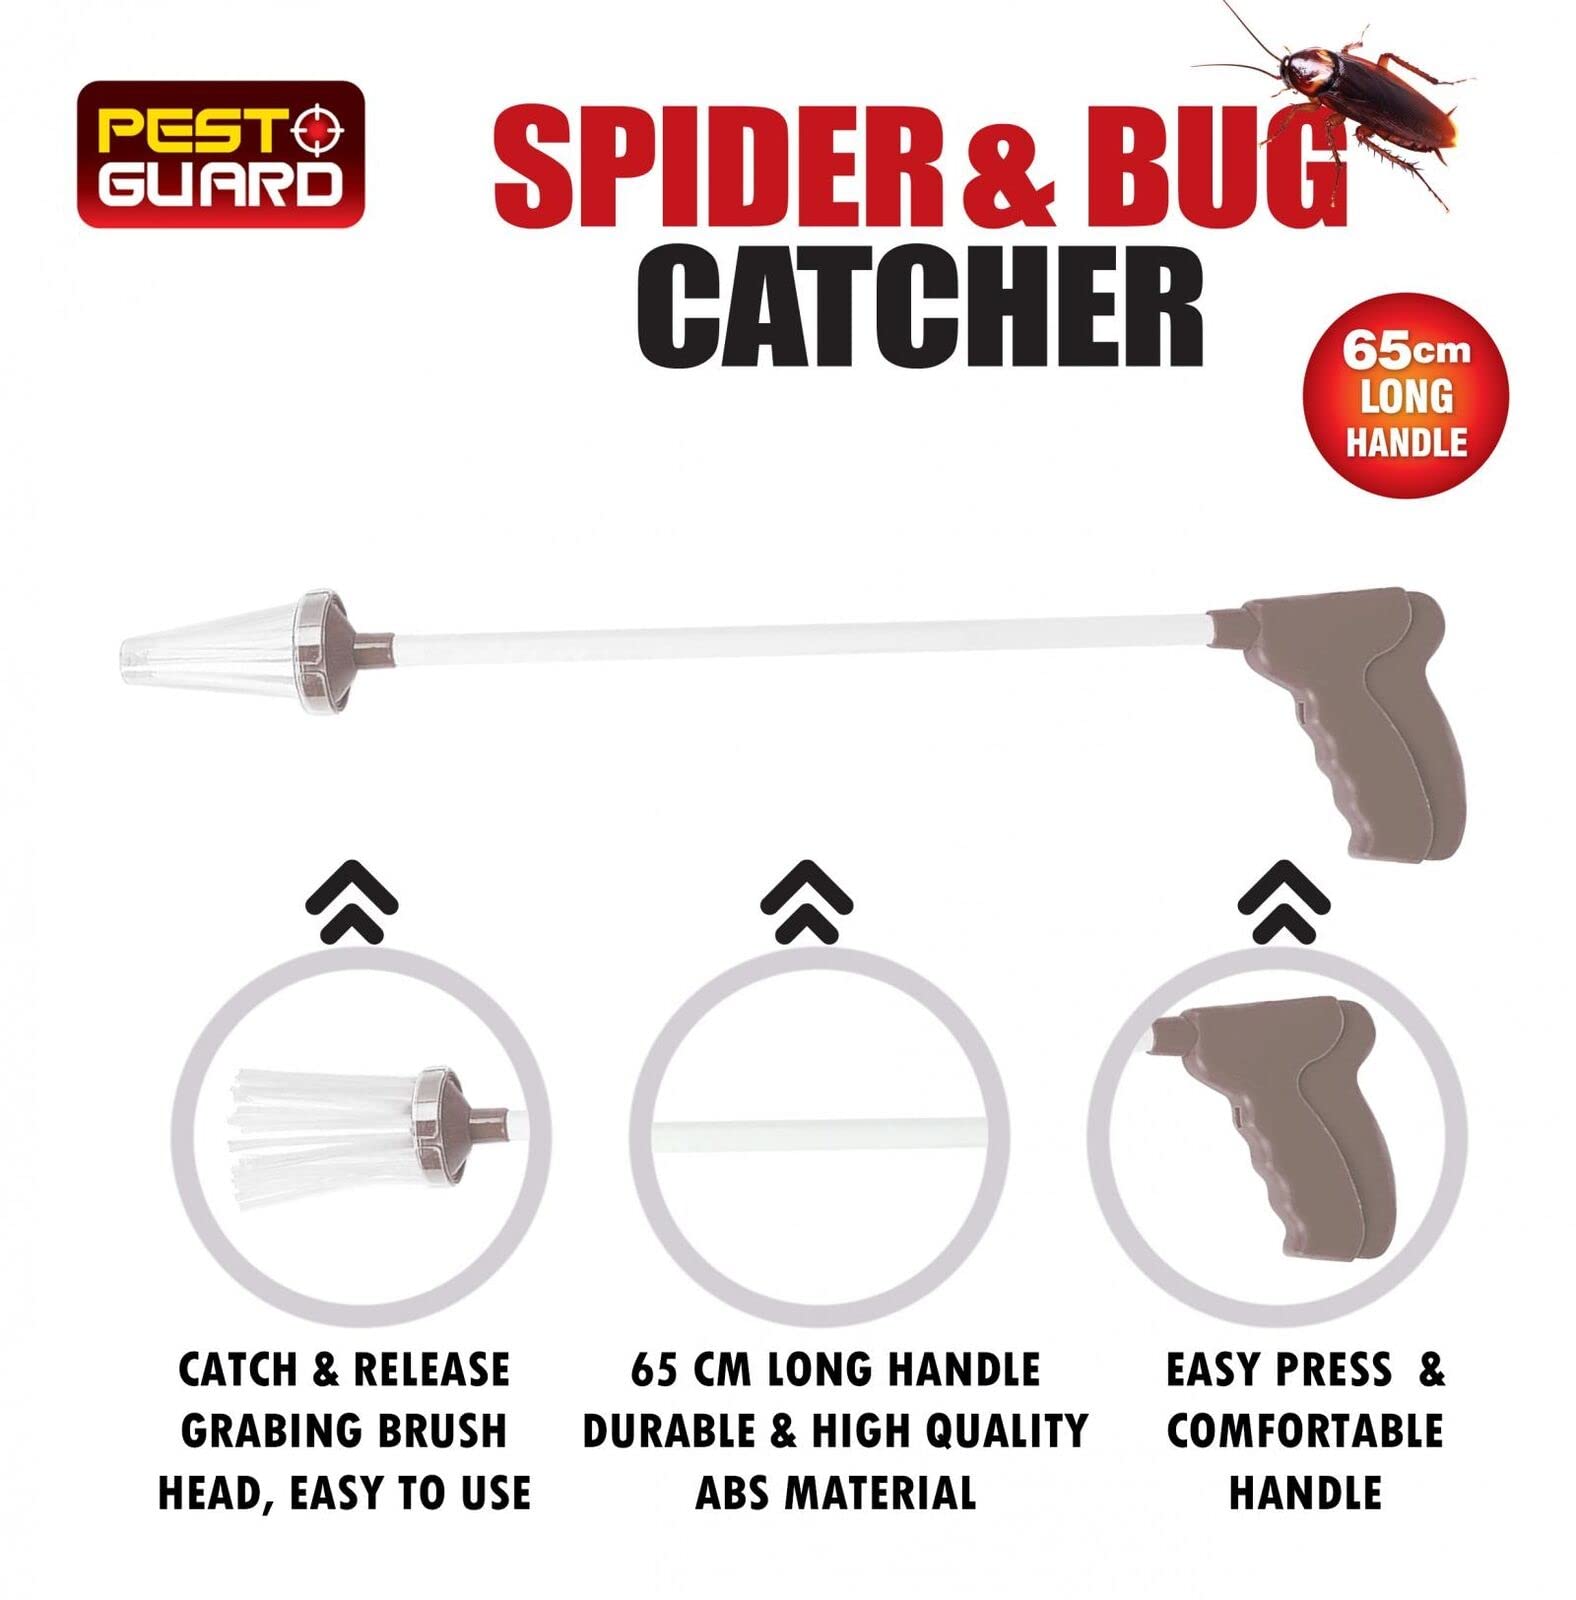 PEST
GUARD
SPIDER & BUG
CATCHER
65cm
LONG
HANDLE
CATCH & RELEASE
GRABING BRUSH
HEAD, EASY TO USE
65 CM LONG HANDLE
DURABLE & HIGH QUALITY
ABS MATERIAL
EASY PRESS &
COMFORTABLE
HANDLE